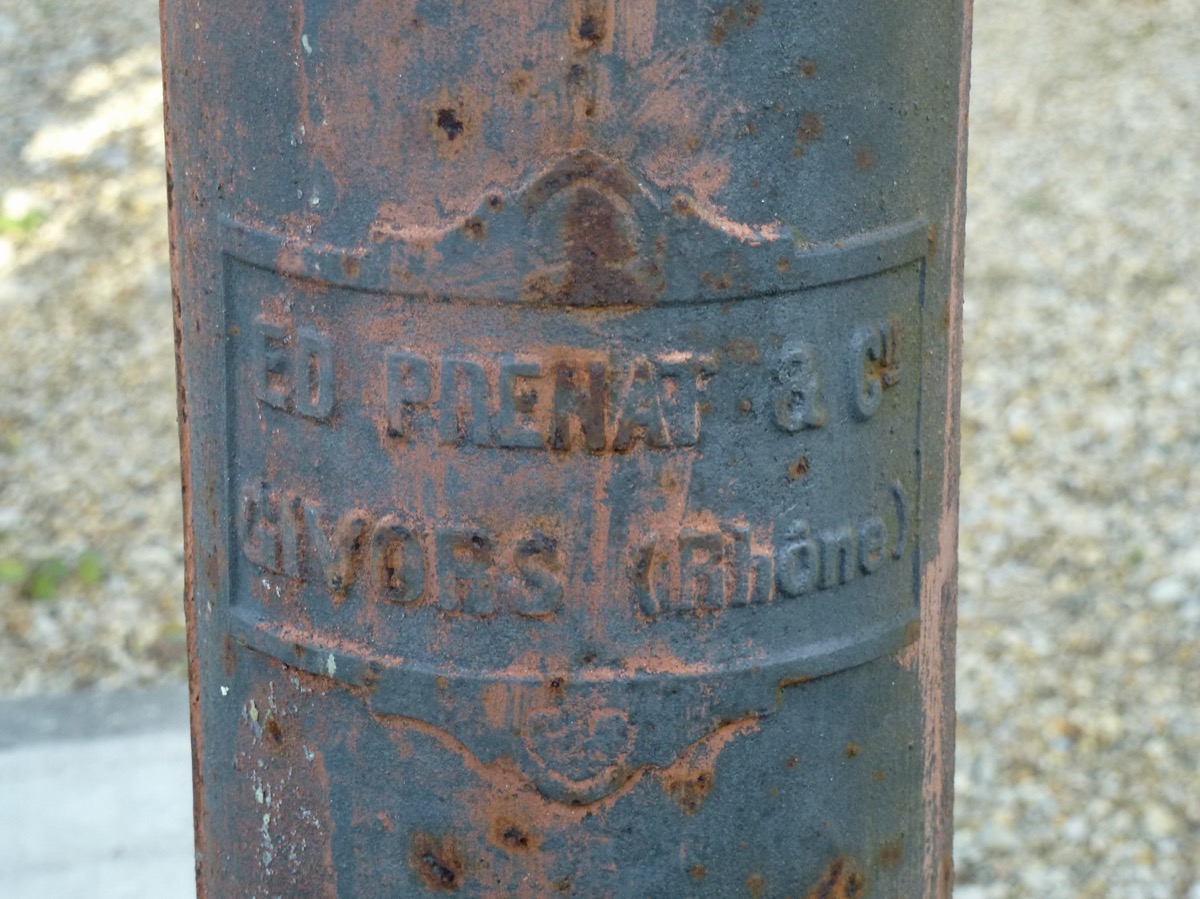 ED PRENAT & Cie
GIVORS (Rhône)